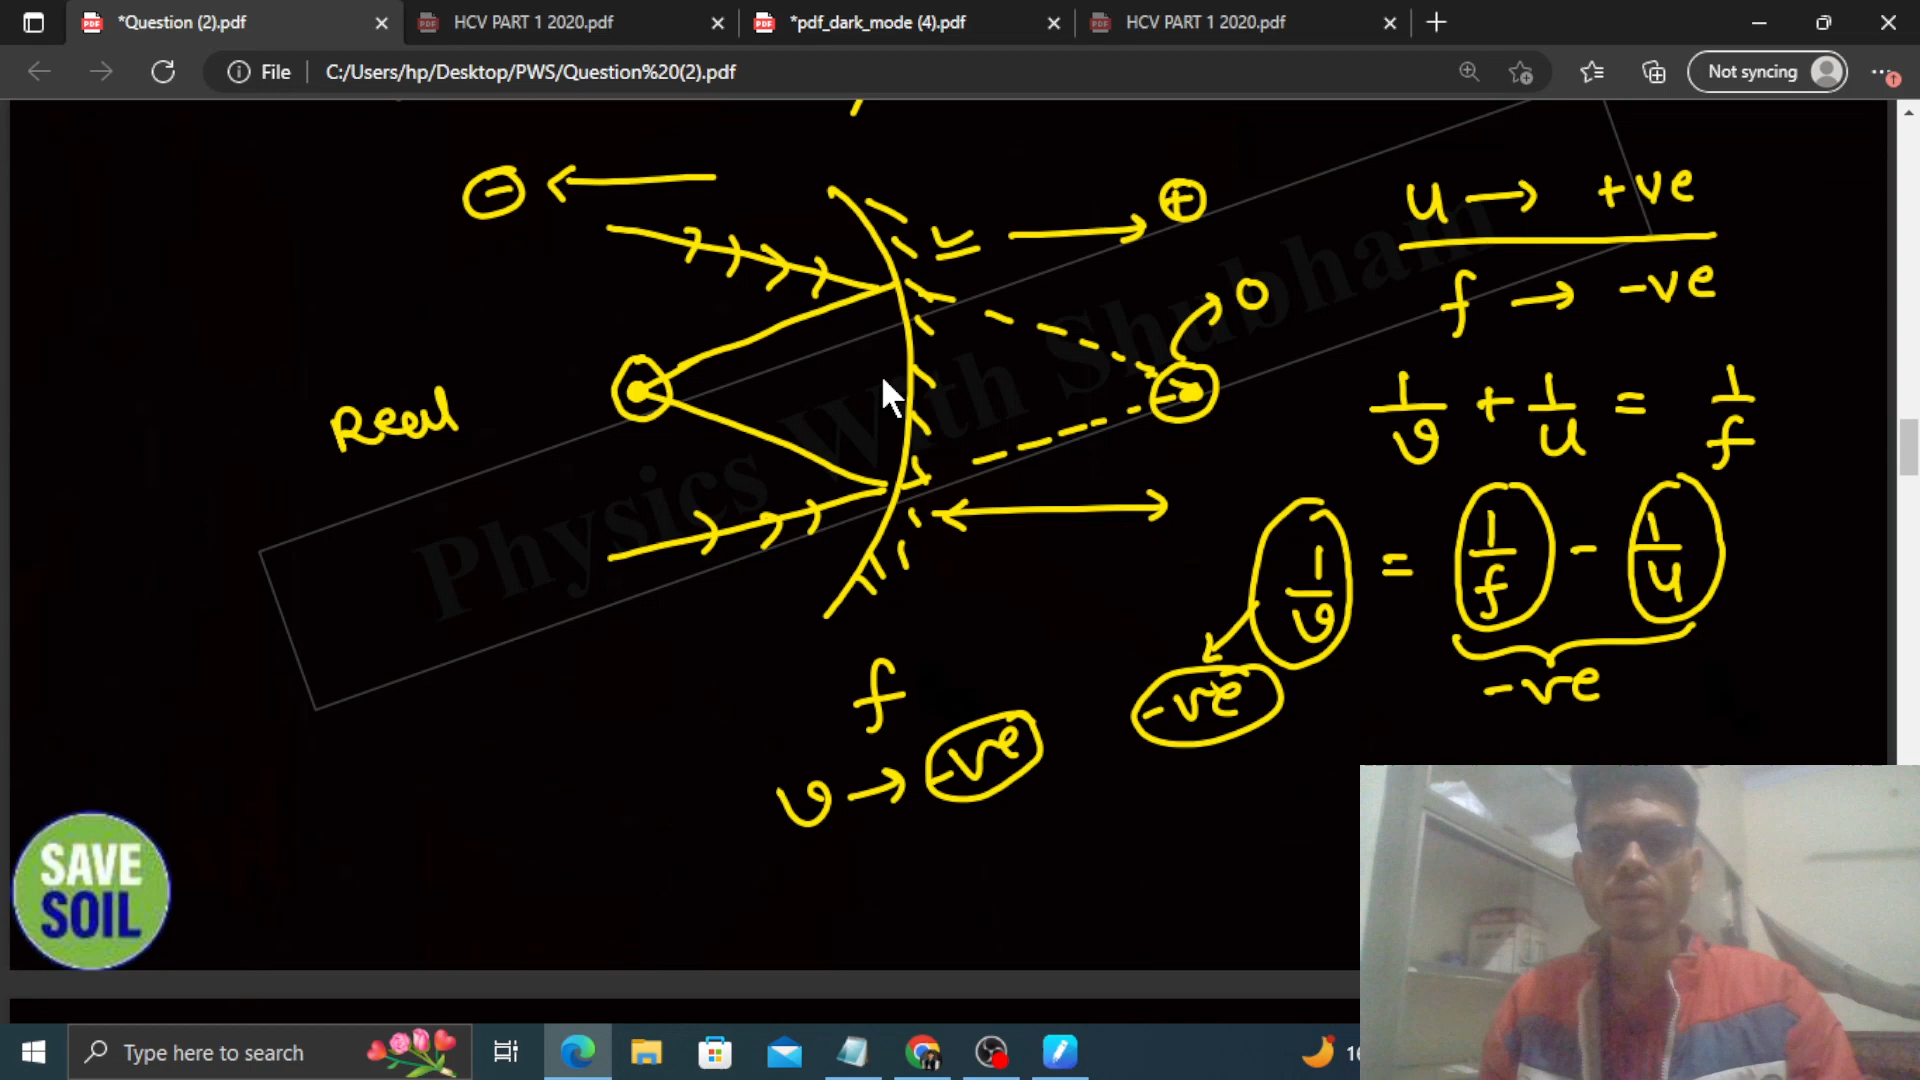 *Question (2).pdf
HCV PART 1 2020.pdf
*pdf_dark_mode (4).pdf
HCV PART 1 2020.pdf
File
C:/Users/hp/Desktop/PWS/Question%20(2).pdf
Not syncing
Physics With Shubham
⊖ ←
→ ⊕
Real
O
u → +ve
f → -ve
1/v + 1/u = 1/f
1/v = 1/f - 1/u
-ve
-ve
f
v → -ve
SAVE
SOIL
Type here to search